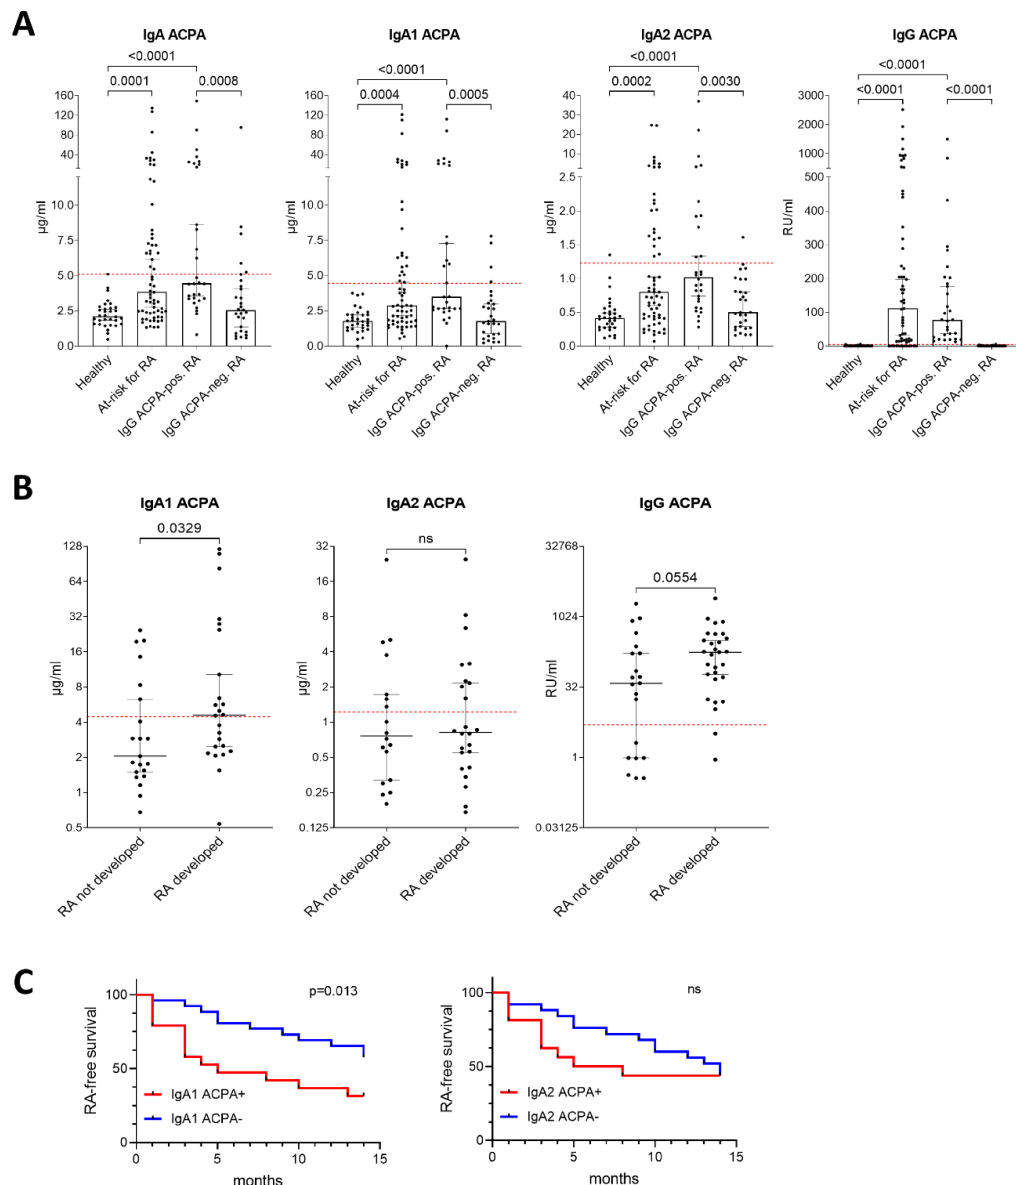 A
IgA ACPA
<0.0001
0.0001
0.0008
160
120
80
40
10.0
7.5
5.0
2.5
0.0
µg/ml
Healthy
At-risk for RA
IgG ACPA-pos. RA
IgG ACPA-neg. RA
IgA1 ACPA
<0.0001
0.0004
0.0005
160
120
80
40
10.0
7.5
5.0
2.5
0.0
µg/ml
Healthy
At-risk for RA
IgG ACPA-pos. RA
IgG ACPA-neg. RA
IgA2 ACPA
<0.0001
0.0002
0.0030
40
30
20
10
2.5
2.0
1.5
1.0
0.5
0.0
µg/ml
Healthy
At-risk for RA
IgG ACPA-pos. RA
IgG ACPA-neg. RA
IgG ACPA
<0.0001
<0.0001
<0.0001
3000
2000
1000
500
400
300
200
100
0
RU/ml
Healthy
At-risk for RA
IgG ACPA-pos. RA
IgG ACPA-neg. RA
B
IgA1 ACPA
0.0329
128
64
32
16
8
4
2
1
0.5
µg/ml
RA not developed
RA developed
IgA2 ACPA
ns
32
16
8
4
2
1
0.5
0.25
0.125
µg/ml
RA not developed
RA developed
IgG ACPA
0.0554
32768
1024
32
1
0.03125
RU/ml
RA not developed
RA developed
C
p=0.013
100
50
0
RA-free survival
IgA1 ACPA+
IgA1 ACPA-
0
5
10
15
months
ns
100
50
0
RA-free survival
IgA2 ACPA+
IgA2 ACPA-
0
5
10
15
months